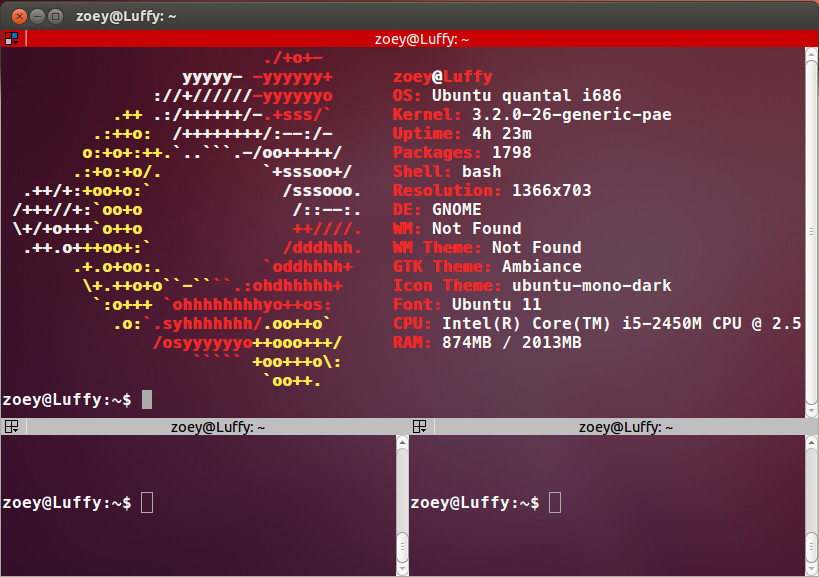 zoey@Luffy: ~
zoey@Luffy: ~
./+o+-
yyyyy- -yyyyyy+ zoey@Luffy
://+//////-yyyyyyo OS: Ubuntu quantal i686
.++ .:/++++++/-.+sss/` Kernel: 3.2.0-26-generic-pae
.:++o: /++++++++/:--:/- Uptime: 4h 23m
o:+o+:++.`..```.-/oo+++++/ Packages: 1798
.:+o:+o/. `+sssoo+/ Shell: bash
.++/+:+oo+o:` /sssooo. Resolution: 1366x703
/+++//+:`oo+o /::--:. DE: GNOME
\+/+o+++`o++o ++////. WM: Not Found
.++.o+++oo+:` /dddhhh. WM Theme: Not Found
.+.o+oo:. `oddhhhh+ GTK Theme: Ambiance
\+.++o+o``-````.:ohdhhhhh+ Icon Theme: ubuntu-mono-dark
`:o+++ `ohhhhhhhhyo++os: Font: Ubuntu 11
.o:`.syhhhhhhh/.oo++o` CPU: Intel(R) Core(TM) i5-2450M CPU @ 2.5
/osyyyyyyo++ooo+++/ RAM: 874MB / 2013MB
````` +oo+++o\:
`oo++.
zoey@Luffy:~$
zoey@Luffy: ~ zoey@Luffy: ~
zoey@Luffy:~$ zoey@Luffy:~$